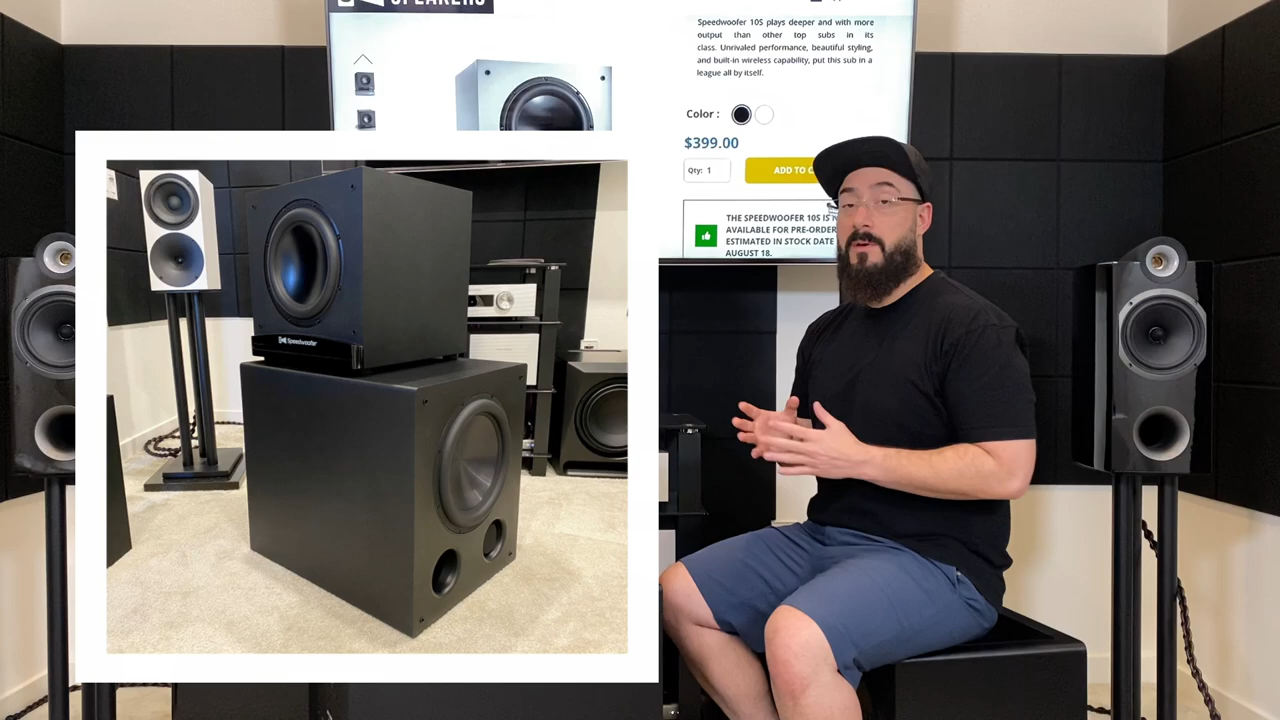 SPEAKERS
Speedwoofer 10S plays deeper and with more
output than other top subs in its
class. Unrivaled performance, beautiful styling,
and built-in wireless capability, put this sub in a
league all by itself.
Color :
$399.00
Qty: 1
ADD TO
THE SPEEDWOOFER 10S IS
AVAILABLE FOR PRE-ORDER
ESTIMATED IN STOCK DATE
AUGUST 18.
Speedwoofer